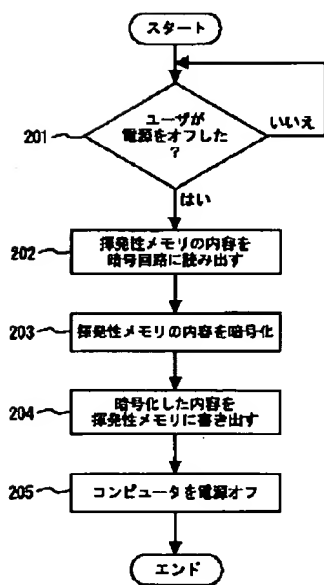 スタート
ユーザが
電源をオフした
?
いいえ
201
はい
揮発性メモリの内容を
暗号回路に読み出す
202
揮発性メモリの内容を暗号化
203
暗号化した内容を
揮発性メモリに書き出す
204
コンピュータを電源オフ
205
エンド